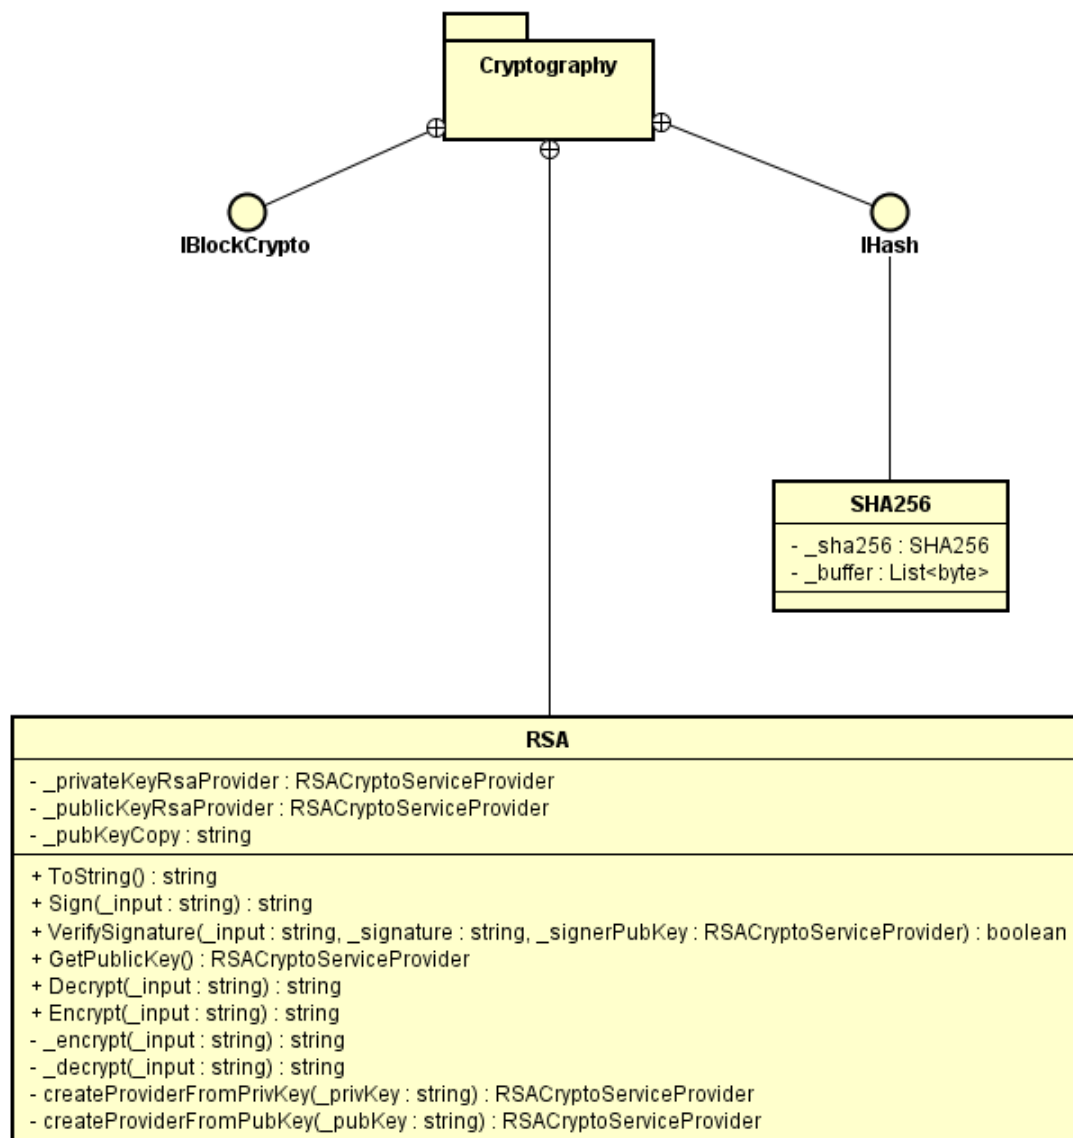 Cryptography
IBlockCrypto
IHash
SHA256
- _sha256 : SHA256
- _buffer : List<byte>
RSA
- _privateKeyRsaProvider : RSACryptoServiceProvider
- _publicKeyRsaProvider : RSACryptoServiceProvider
- _pubKeyCopy : string
+ ToString() : string
+ Sign(_input : string) : string
+ VerifySignature(_input : string, _signature : string, _signerPubKey : RSACryptoServiceProvider) : boolean
+ GetPublicKey() : RSACryptoServiceProvider
+ Decrypt(_input : string) : string
+ Encrypt(_input : string) : string
- _encrypt(_input : string) : string
- _decrypt(_input : string) : string
- createProviderFromPrivKey(_privKey : string) : RSACryptoServiceProvider
- createProviderFromPubKey(_pubKey : string) : RSACryptoServiceProvider